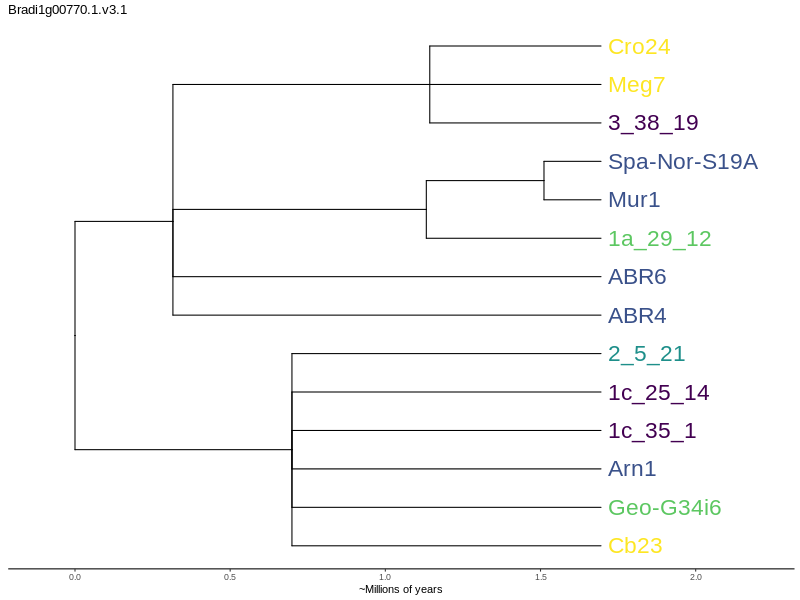 Bradi1g00770.1.v3.1
Cro24
Meg7
3_38_19
Spa-Nor-S19A
Mur1
1a_29_12
ABR6
ABR4
2_5_21
1c_25_14
1c_35_1
Arn1
Geo-G34i6
Cb23
0.0 0.5 1.0 1.5 2.0
~Millions of years